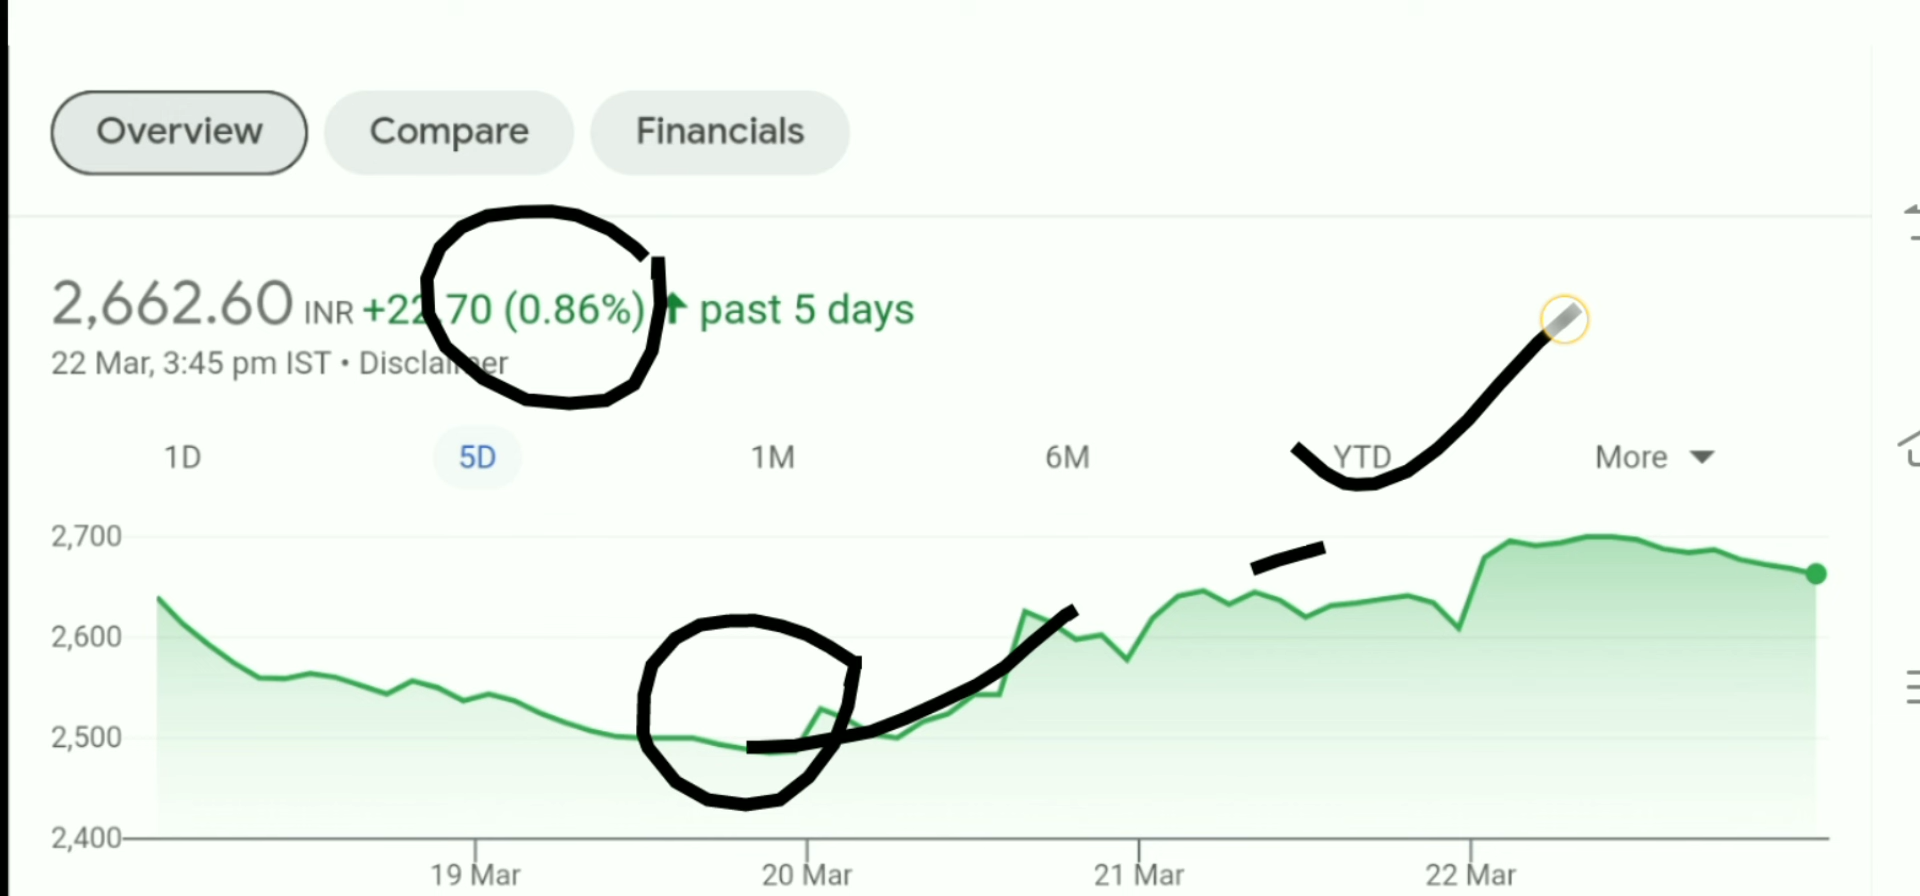 Overview Compare Financials
2,662.60 INR +22.70 (0.86%) ↑ past 5 days
22 Mar, 3:45 pm IST • Disclaimer
1D 5D 1M 6M YTD More
2,700
2,600
2,500
2,400
19 Mar 20 Mar 21 Mar 22 Mar